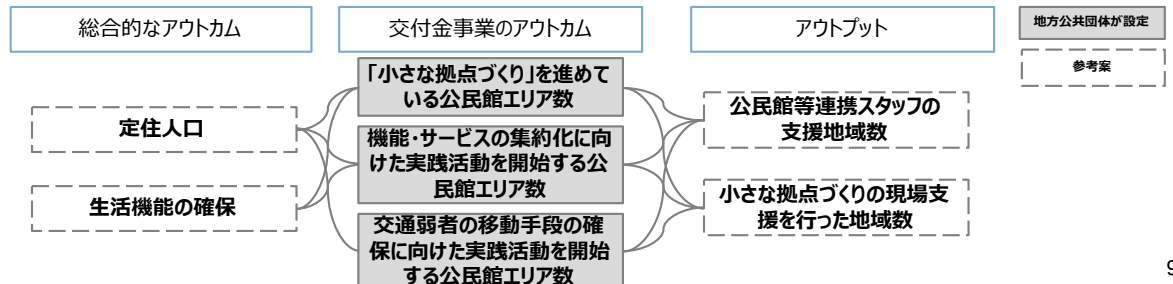 総合的なアウトカム
交付金事業のアウトカム
アウトプット
地方公共団体が設定
参考案
定住人口
生活機能の確保
「小さな拠点づくり」を進めて
いる公民館エリア数
機能・サービスの集約化に向
けた実践活動を開始する公
民館エリア数
交通弱者の移動手段の確
保に向けた実践活動を開始
する公民館エリア数
公民館等連携スタッフの
支援地域数
小さな拠点づくりの現場支
援を行った地域数
9